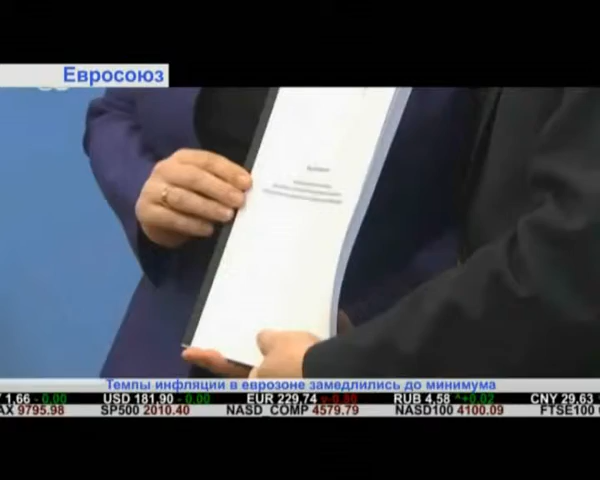 Евросоюз
Темпы инфляции в еврозоне замедлились до минимума
1,66 - 0,00 USD 181,90 - 0,00 EUR 229,74 RUB 4,58 ^+0,02 CNY 29,63
AX 9795.98 SP500 2010.40 NASD COMP 4579.79 NASD100 4100.09 FTSE100